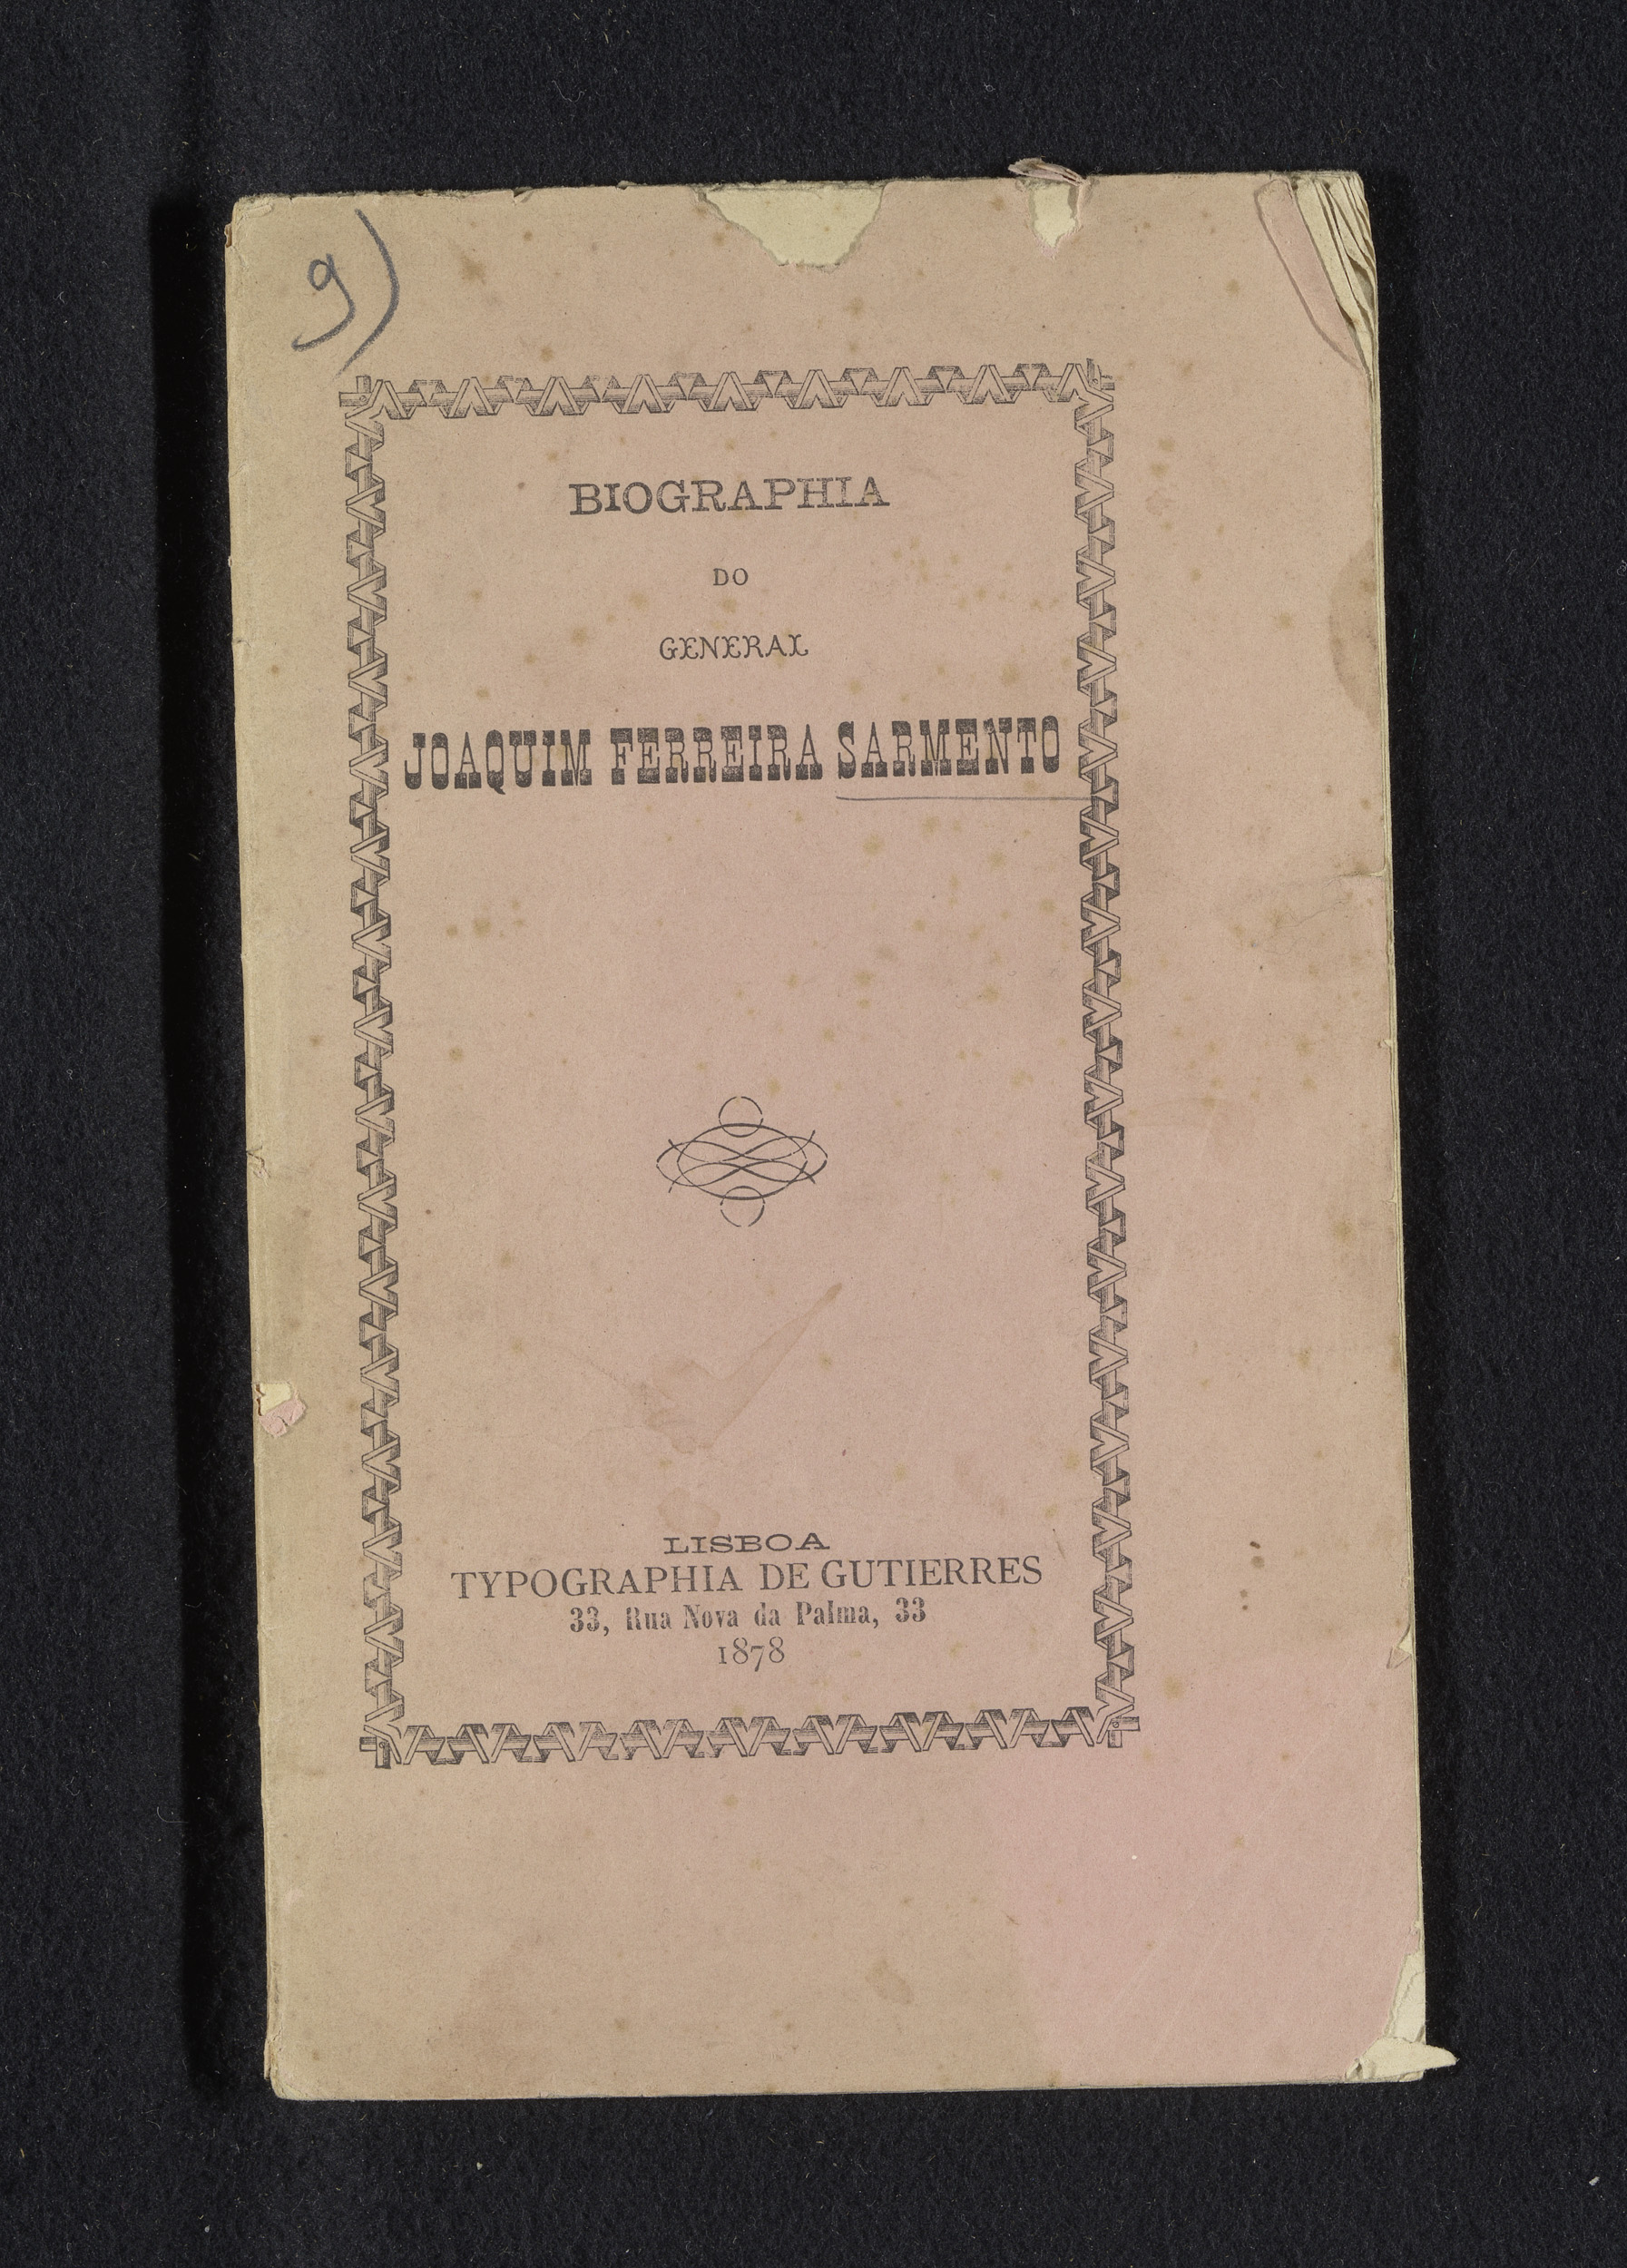 9)
BIOGRAPHIA
DO
GENERAL
JOAQUIM FERREIRA SARMENTO
LISBOA
TYPOGRAPHIA DE GUTIERRES
33, Rua Nova da Palma, 33
1878